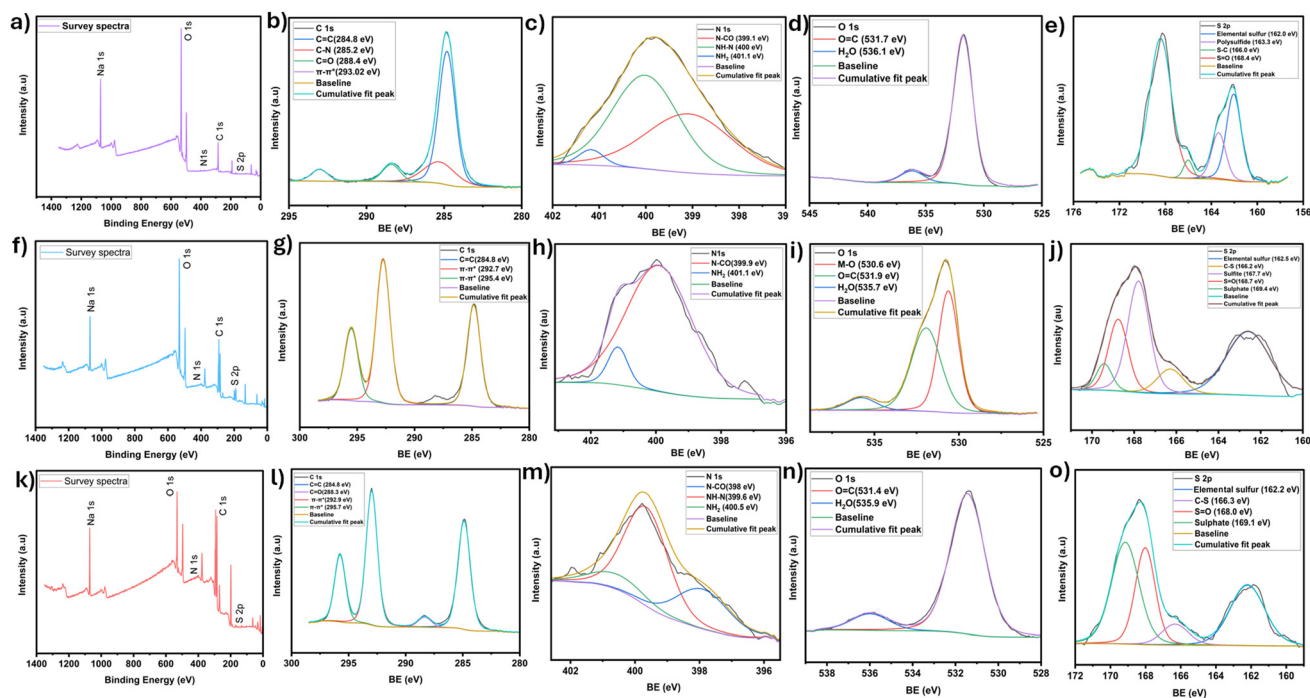 a)
Survey spectra
O 1s
Na 1s
C 1s
N1s
S 2p
Intensity (a.u)
1400 1200 1000 800 600 400 200 0
Binding Energy (eV)
b)
C 1s
C=C(284.8 eV)
C-N (285.2 eV)
C=O (288.4 eV)
π-π*(293.02 eV)
Baseline
Cumulative fit peak
Intensity (a.u)
295 290 285 280
BE (eV)
c)
N 1s
N-CO (399.1 eV)
NH-N (400 eV)
NH2 (401.1 eV)
Baseline
Cumulative fit peak
Intensity (a.u)
402 401 400 399 398 39
BE (eV)
d)
O 1s
O=C (531.7 eV)
H2O (536.1 eV)
Baseline
Cumulative fit peak
Intensity (a.u)
545 540 535 530 525
BE (eV)
e)
S 2p
Elemental sulfur (162.0 eV)
Polysulfide (163.3 eV)
S-C (166.0 eV)
S=O (168.4 eV)
Baseline
Cumulative fit peak
Intensity (a.u)
176 174 172 170 168 166 164 162 160 158 156
BE (eV)
f)
Survey spectra
O 1s
Na 1s
C 1s
N 1s
S 2p
Intensity (a.u)
1400 1200 1000 800 600 400 200 0
BE (eV)
g)
C 1s
C=C(284.8 eV)
π-π* (292.7 eV)
π-π* (295.4 eV)
Baseline
Cumulative fit peak
Intensity (a.u)
300 295 290 285 280
BE (eV)
h)
N1s
N-CO(399.9 eV)
NH2 (401.1 eV)
Baseline
Cumulative fit peak
Intensity (a.u)
402 400 398 396
BE (eV)
i)
O 1s
M-O (530.6 eV)
O=C (531.9 eV)
H2O(535.7 eV)
Baseline
Cumulative fit peak
Intensity (a.u)
535 530 525
BE (eV)
j)
S 2p
Elemental sulfur (162.5 eV)
C-S (166.2 eV)
Sulfite (167.7 eV)
S=O(168.7 eV)
Sulphate (169.4 eV)
Baseline
Cumulative fit peak
Intensity (au)
170 168 166 164 162 160
BE (eV)
k)
Survey spectra
O 1s
Na 1s
C 1s
N 1s
S 2p
Intensity (a.u)
1400 1200 1000 800 600 400 200 0
BE (eV)
l)
C 1s
C=C (284.8 eV)
C=O(288.3 eV)
π-π* (292.9 eV)
π-π* (295.7 eV)
Baseline
Cumulative fit peak
Intensity (a.u)
300 295 290 285 280
BE (eV)
m)
N 1s
N-CO(398 eV)
NH-N(399.6 eV)
NH2 (400.5 eV)
Baseline
Cumulative fit peak
Intensity (a.u)
402 400 398 396
BE (eV)
n)
O 1s
O=C(531.4 eV)
H2O(535.9 eV)
Baseline
Cumulative fit peak
Intensity (a.u)
538 536 534 532 530 528
BE (eV)
o)
S 2p
Elemental sulfur (162.2 eV)
C-S (166.3 eV)
S=O (168.0 eV)
Sulphate (169.1 eV)
Baseline
Cumulative fit peak
Intensity (a.u)
172 170 168 166 164 162 160
BE (eV)